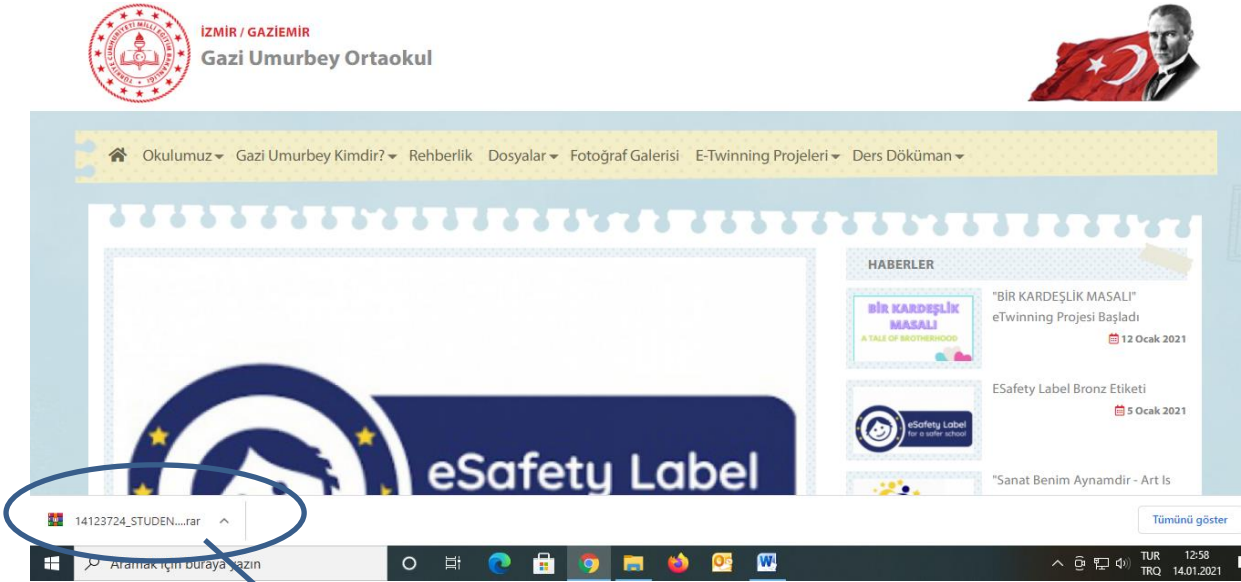 İZMİR / GAZİEMİR
Gazi Umurbey Ortaokul
Okulumuz Gazi Umurbey Kimdir? Rehberlik Dosyalar Fotoğraf Galerisi E-Twinning Projeleri Ders Döküman
HABERLER
BİR KARDEŞLİK
MASALI
A TALE OF BROTHERHOOD
"BİR KARDEŞLİK MASALI"
eTwinning Projesi Başladı
12 Ocak 2021
eSafety Label
for a safer school
ESafety Label Bronz Etiketi
5 Ocak 2021
eSafety Label
"Sanat Benim Aynamdir - Art Is
14123724_STUDEN....rar
Tümünü göster
Aramak için buraya yazın
TUR 12:58
TRQ 14.01.2021